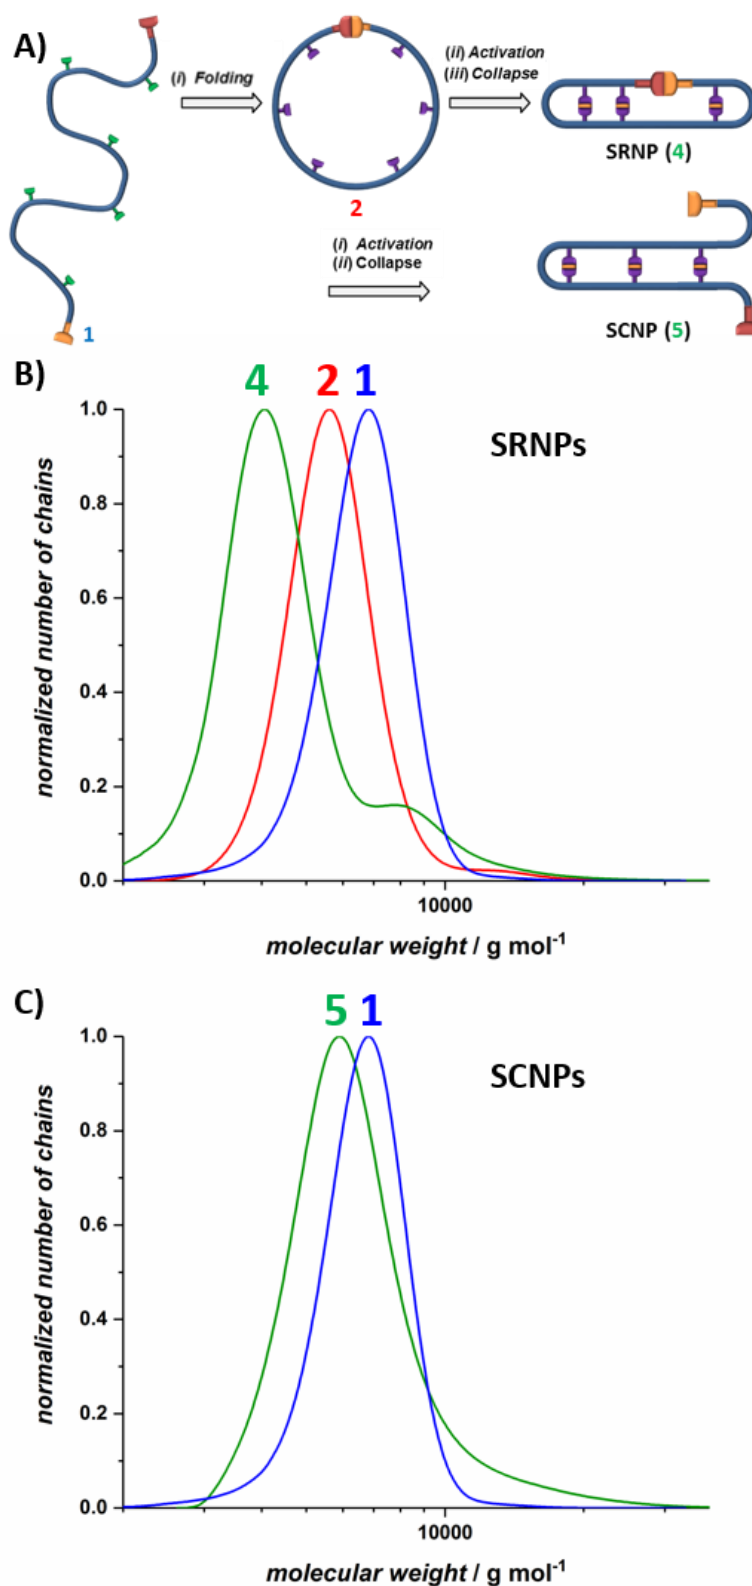 A)
(i) Folding
(ii) Activation
(iii) Collapse
SRNP (4)
2
(i) Activation
(ii) Collapse
SCNP (5)
1
B)
4 2 1
SRNPs
1.0
0.8
0.6
0.4
0.2
0.0
normalized number of chains
10000
molecular weight / g mol⁻¹
C)
5 1
SCNPs
1.0
0.8
0.6
0.4
0.2
0.0
normalized number of chains
10000
molecular weight / g mol⁻¹